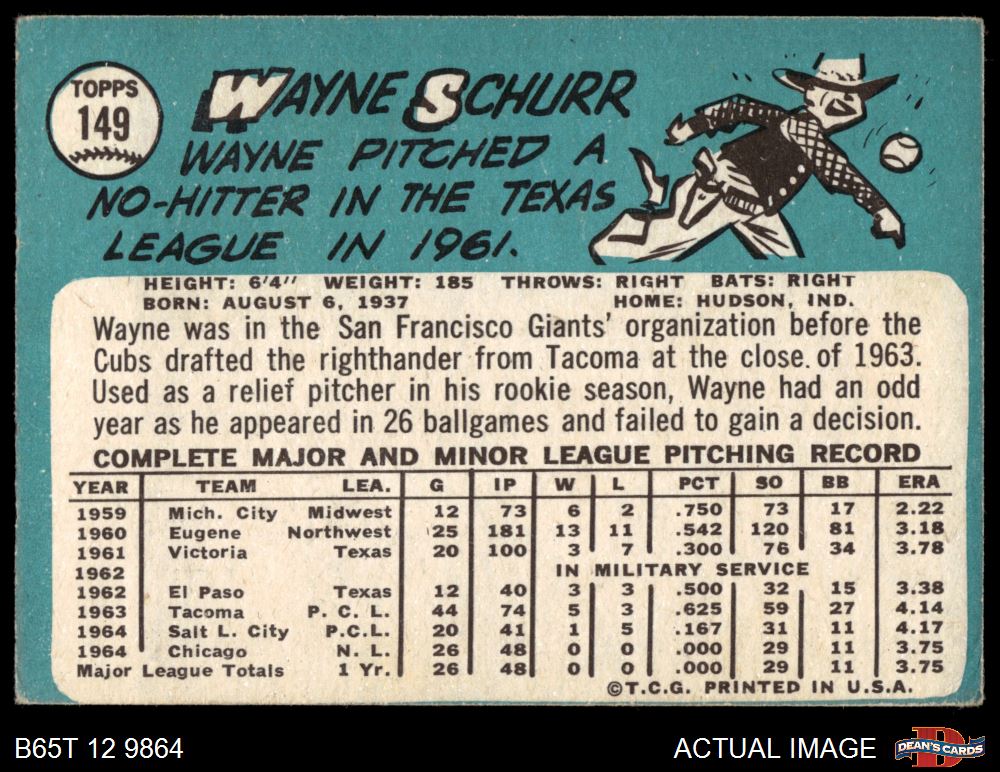 TOPPS
149
WAYNE SCHURR
WAYNE PITCHED A
NO-HITTER IN THE TEXAS
LEAGUE IN 1961.
HEIGHT: 6'4" WEIGHT: 185 THROWS: RIGHT BATS: RIGHT
BORN: AUGUST 6, 1937 HOME: HUDSON, IND.
Wayne was in the San Francisco Giants' organization before the
Cubs drafted the righthander from Tacoma at the close of 1963.
Used as a relief pitcher in his rookie season, Wayne had an odd
year as he appeared in 26 ballgames and failed to gain a decision.
COMPLETE MAJOR AND MINOR LEAGUE PITCHING RECORD
YEAR TEAM LEA. G IP W L PCT SO BB ERA
1959 Mich. City Midwest 12 73 6 2 .750 73 17 2.22
1960 Eugene Northwest 25 181 13 11 .542 120 81 3.18
1961 Victoria Texas 20 100 3 7 .300 76 34 3.78
1962 IN MILITARY SERVICE
1962 El Paso Texas 12 40 3 3 .500 32 15 3.38
1963 Tacoma P.C.L. 44 74 5 3 .625 59 27 4.14
1964 Salt L. City P.C.L. 20 41 1 5 .167 31 11 4.17
1964 Chicago N. L. 26 48 0 0 .000 29 11 3.75
Major League Totals 1 Yr. 26 48 0 0 .000 29 11 3.75
©T.C.G. PRINTED IN U.S.A.
B65T 12 9864 ACTUAL IMAGE DEAN'S CARDS